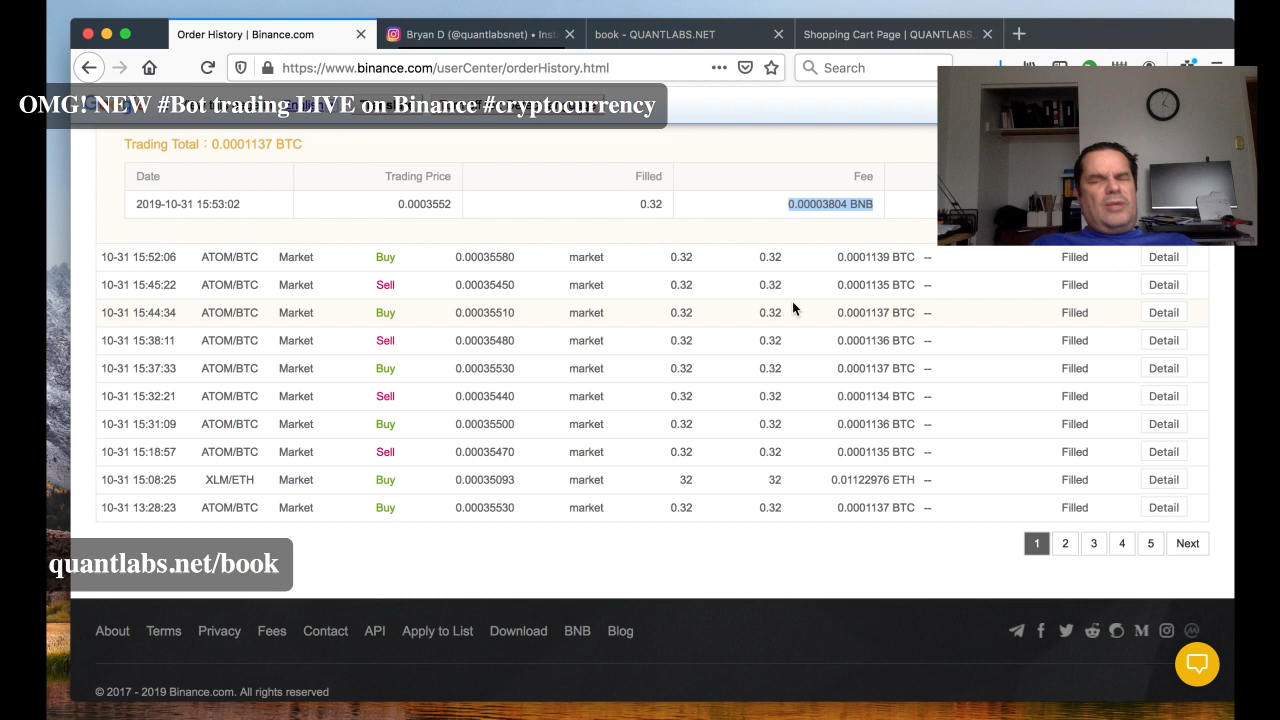 Order History | Binance.com
Bryan D (@quantlabsnet) • Inst
book - QUANTLABS.NET
Shopping Cart Page | QUANTLABS.
https://www.binance.com/userCenter/orderHistory.html
Search
OMG! NEW #Bot trading LIVE on Binance #cryptocurrency
Trading Total : 0.0001137 BTC
Date Trading Price Filled Fee
2019-10-31 15:53:02 0.0003552 0.32 0.00003804 BNB
10-31 15:52:06 ATOM/BTC Market Buy 0.00035580 market 0.32 0.32 0.0001139 BTC -- Filled Detail
10-31 15:45:22 ATOM/BTC Market Sell 0.00035450 market 0.32 0.32 0.0001135 BTC -- Filled Detail
10-31 15:44:34 ATOM/BTC Market Buy 0.00035510 market 0.32 0.32 0.0001137 BTC -- Filled Detail
10-31 15:38:11 ATOM/BTC Market Sell 0.00035480 market 0.32 0.32 0.0001136 BTC -- Filled Detail
10-31 15:37:33 ATOM/BTC Market Buy 0.00035530 market 0.32 0.32 0.0001137 BTC -- Filled Detail
10-31 15:32:21 ATOM/BTC Market Sell 0.00035440 market 0.32 0.32 0.0001134 BTC -- Filled Detail
10-31 15:31:09 ATOM/BTC Market Buy 0.00035500 market 0.32 0.32 0.0001136 BTC -- Filled Detail
10-31 15:18:57 ATOM/BTC Market Sell 0.00035470 market 0.32 0.32 0.0001135 BTC -- Filled Detail
10-31 15:08:25 XLM/ETH Market Buy 0.00035093 market 32 32 0.01122976 ETH -- Filled Detail
10-31 13:28:23 ATOM/BTC Market Buy 0.00035530 market 0.32 0.32 0.0001137 BTC -- Filled Detail
1 2 3 4 5 Next
quantlabs.net/book
About Terms Privacy Fees Contact API Apply to List Download BNB Blog
© 2017 - 2019 Binance.com. All rights reserved